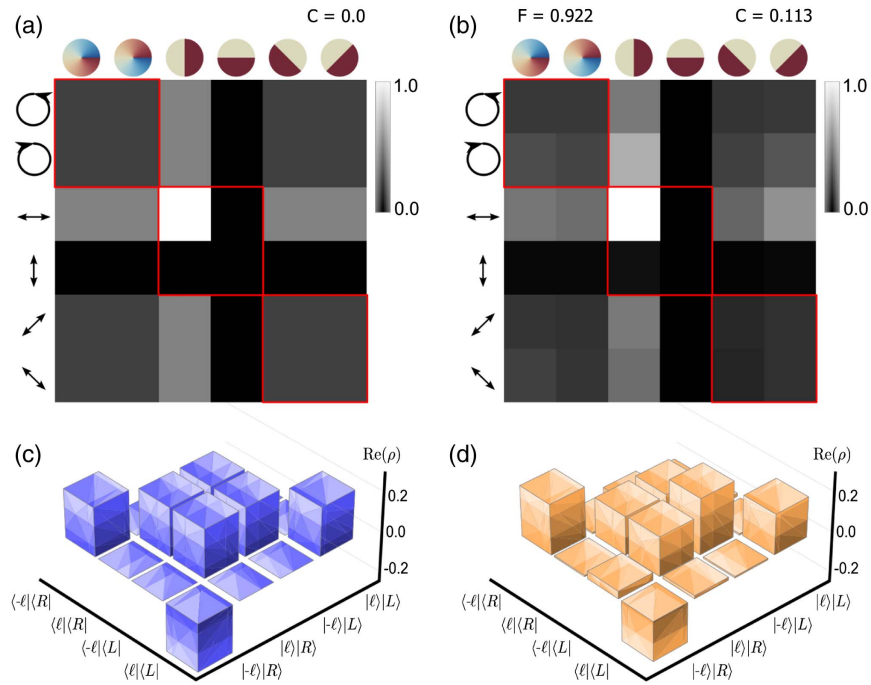 (a) C = 0.0
(b) F = 0.922 C = 0.113
1.0
0.0
1.0
0.0
(c) Re(ρ)
0.2
0.0
-0.2
⟨-ℓ|⟨R|
⟨ℓ|⟨R|
⟨-ℓ|⟨L|
⟨ℓ|⟨L|
|ℓ⟩|L⟩
|-ℓ⟩|L⟩
|ℓ⟩|R⟩
|-ℓ⟩|R⟩
(d) Re(ρ)
0.2
0.0
-0.2
⟨-ℓ|⟨R|
⟨ℓ|⟨R|
⟨-ℓ|⟨L|
⟨ℓ|⟨L|
|ℓ⟩|L⟩
|-ℓ⟩|L⟩
|ℓ⟩|R⟩
|-ℓ⟩|R⟩